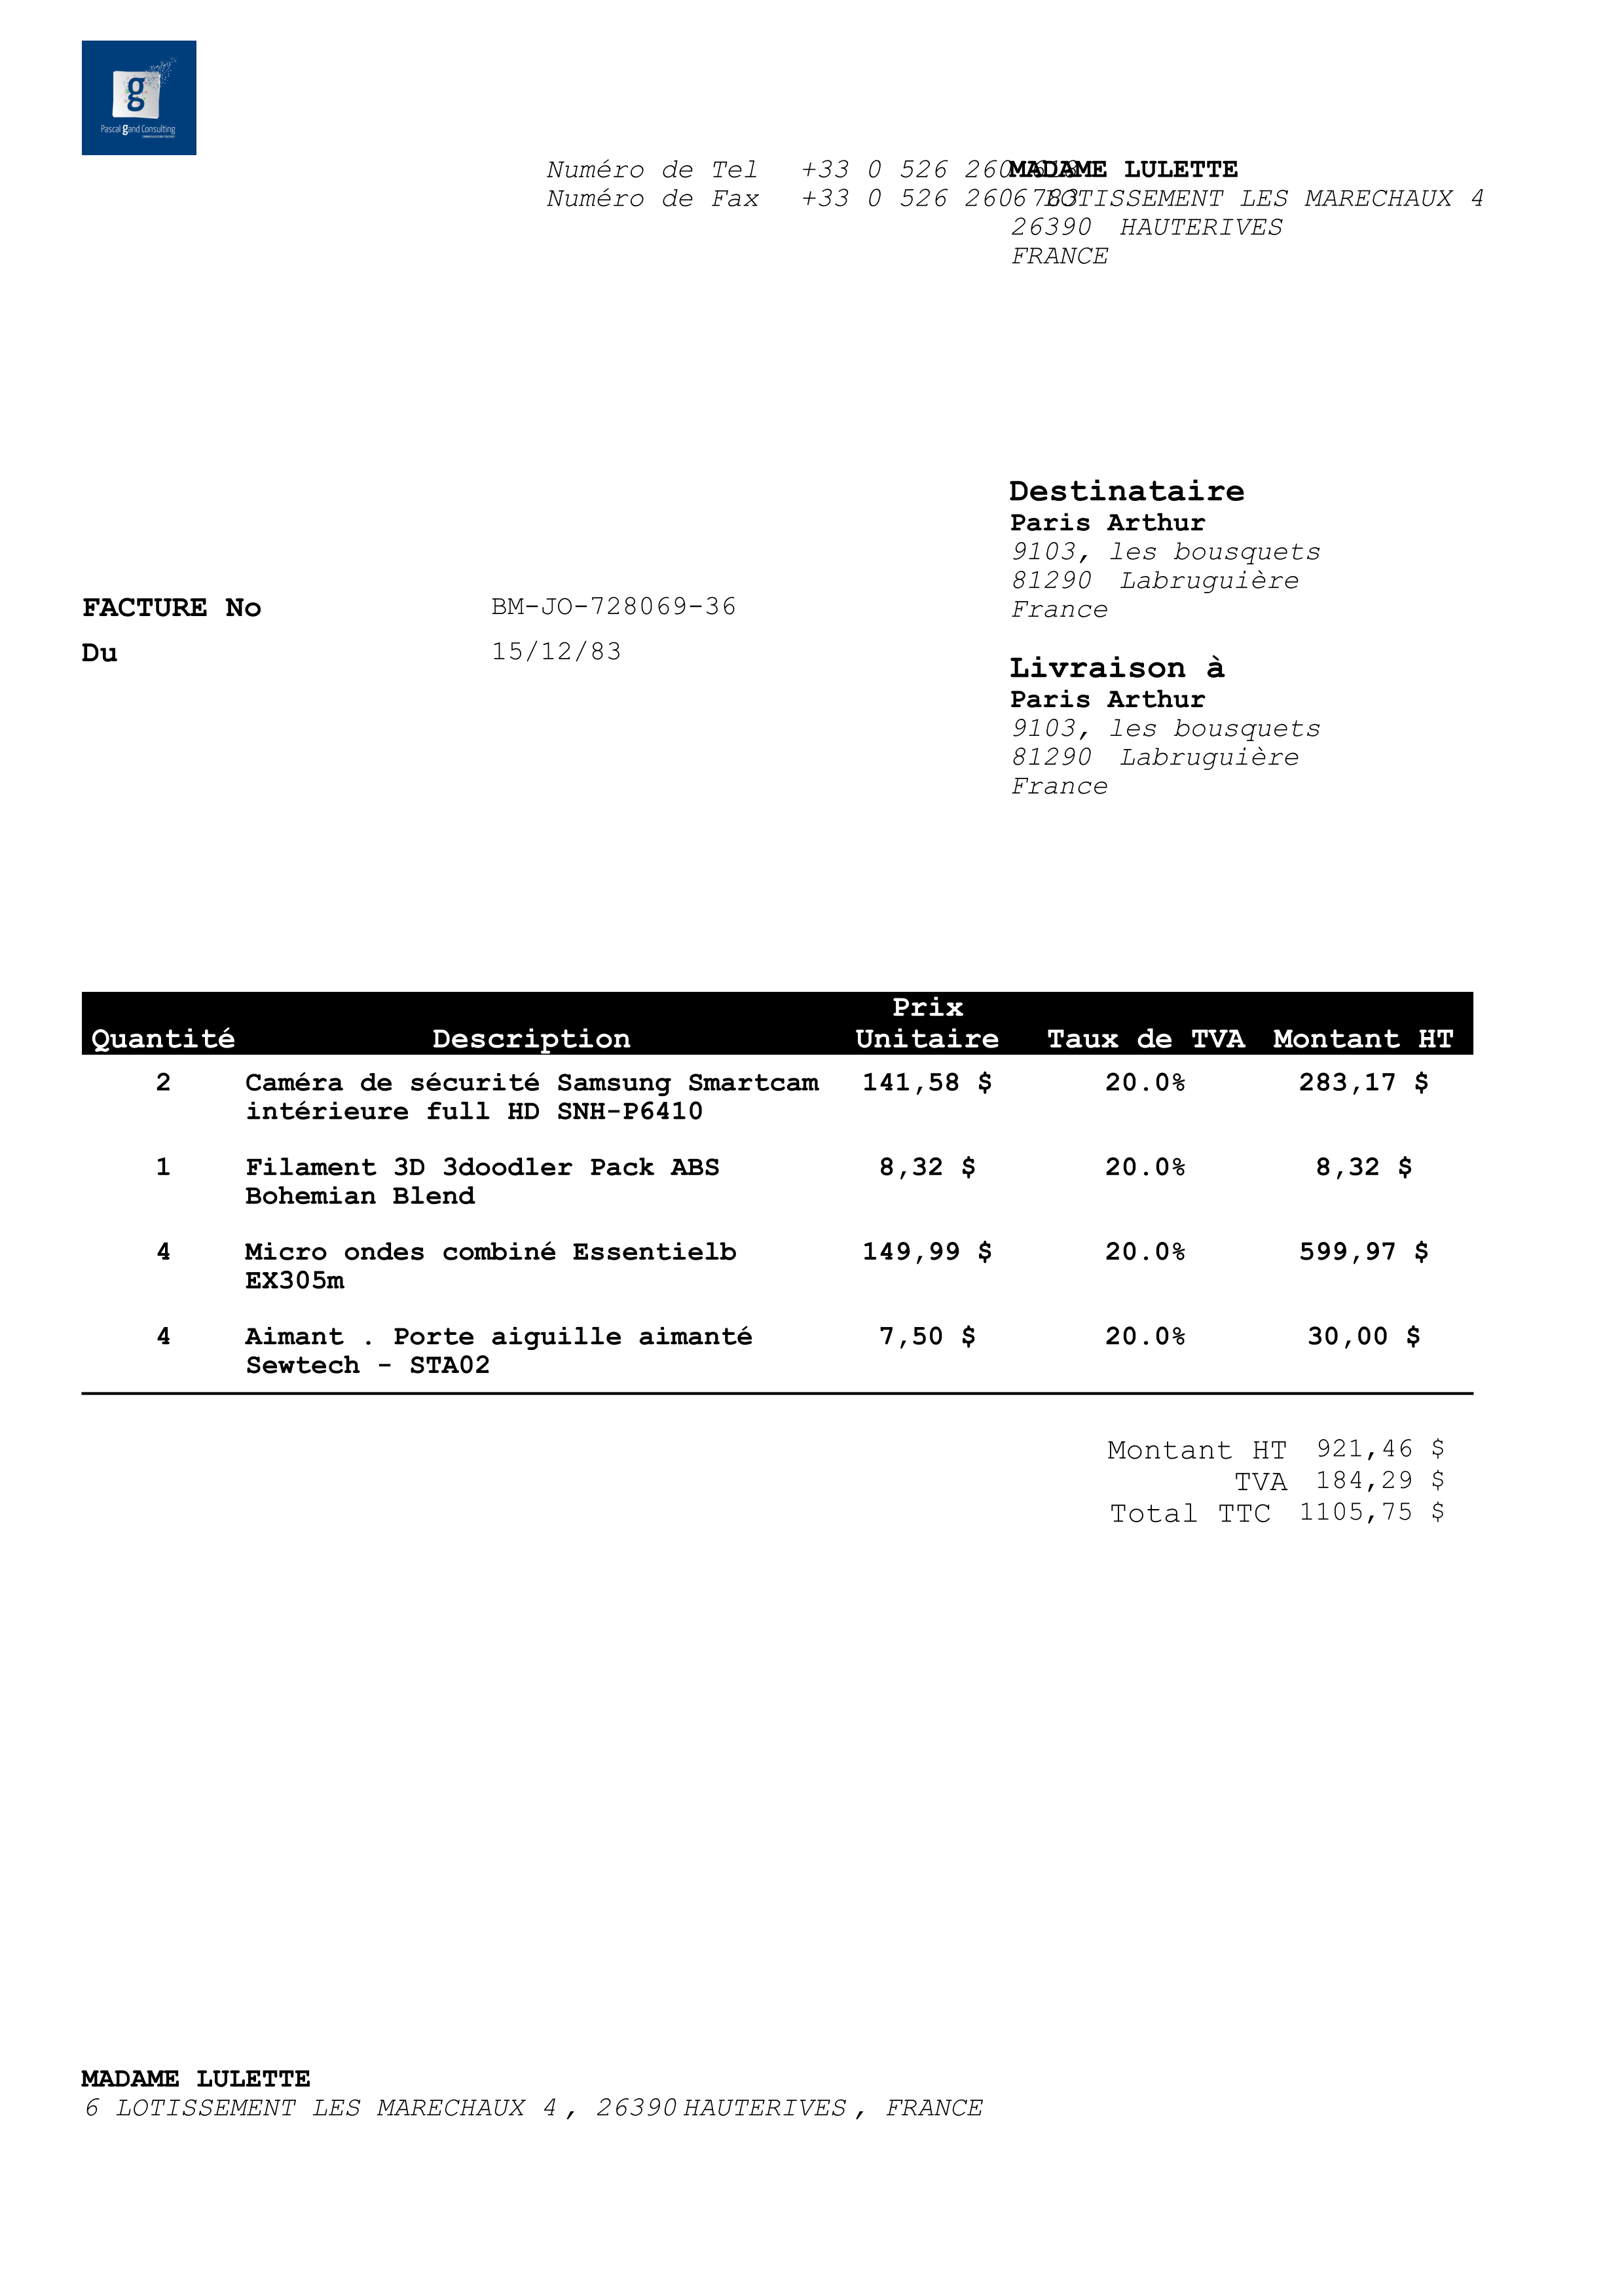 g
Pascal gand Consulting
Numéro de Tel +33 0 526 260
MADAME LULETTE
Numéro de Fax +33 0 526 260 783
6 LOTISSEMENT LES MARECHAUX 4
26390 HAUTERIVES
FRANCE
Destinataire
Paris Arthur
9103, les bousquets
81290 Labruguière
France
FACTURE No BM-JO-728069-36
Du 15/12/83
Livraison à
Paris Arthur
9103, les bousquets
81290 Labruguière
France
Prix
Quantité Description Unitaire Taux de TVA Montant HT
2 Caméra de sécurité Samsung Smartcam 141,58 $ 20.0% 283,17 $
intérieure full HD SNH-P6410
1 Filament 3D 3doodler Pack ABS 8,32 $ 20.0% 8,32 $
Bohemian Blend
4 Micro ondes combiné Essentielb 149,99 $ 20.0% 599,97 $
EX305m
4 Aimant . Porte aiguille aimanté 7,50 $ 20.0% 30,00 $
Sewtech - STA02
Montant HT 921,46 $
TVA 184,29 $
Total TTC 1105,75 $
MADAME LULETTE
6 LOTISSEMENT LES MARECHAUX 4 , 26390 HAUTERIVES , FRANCE